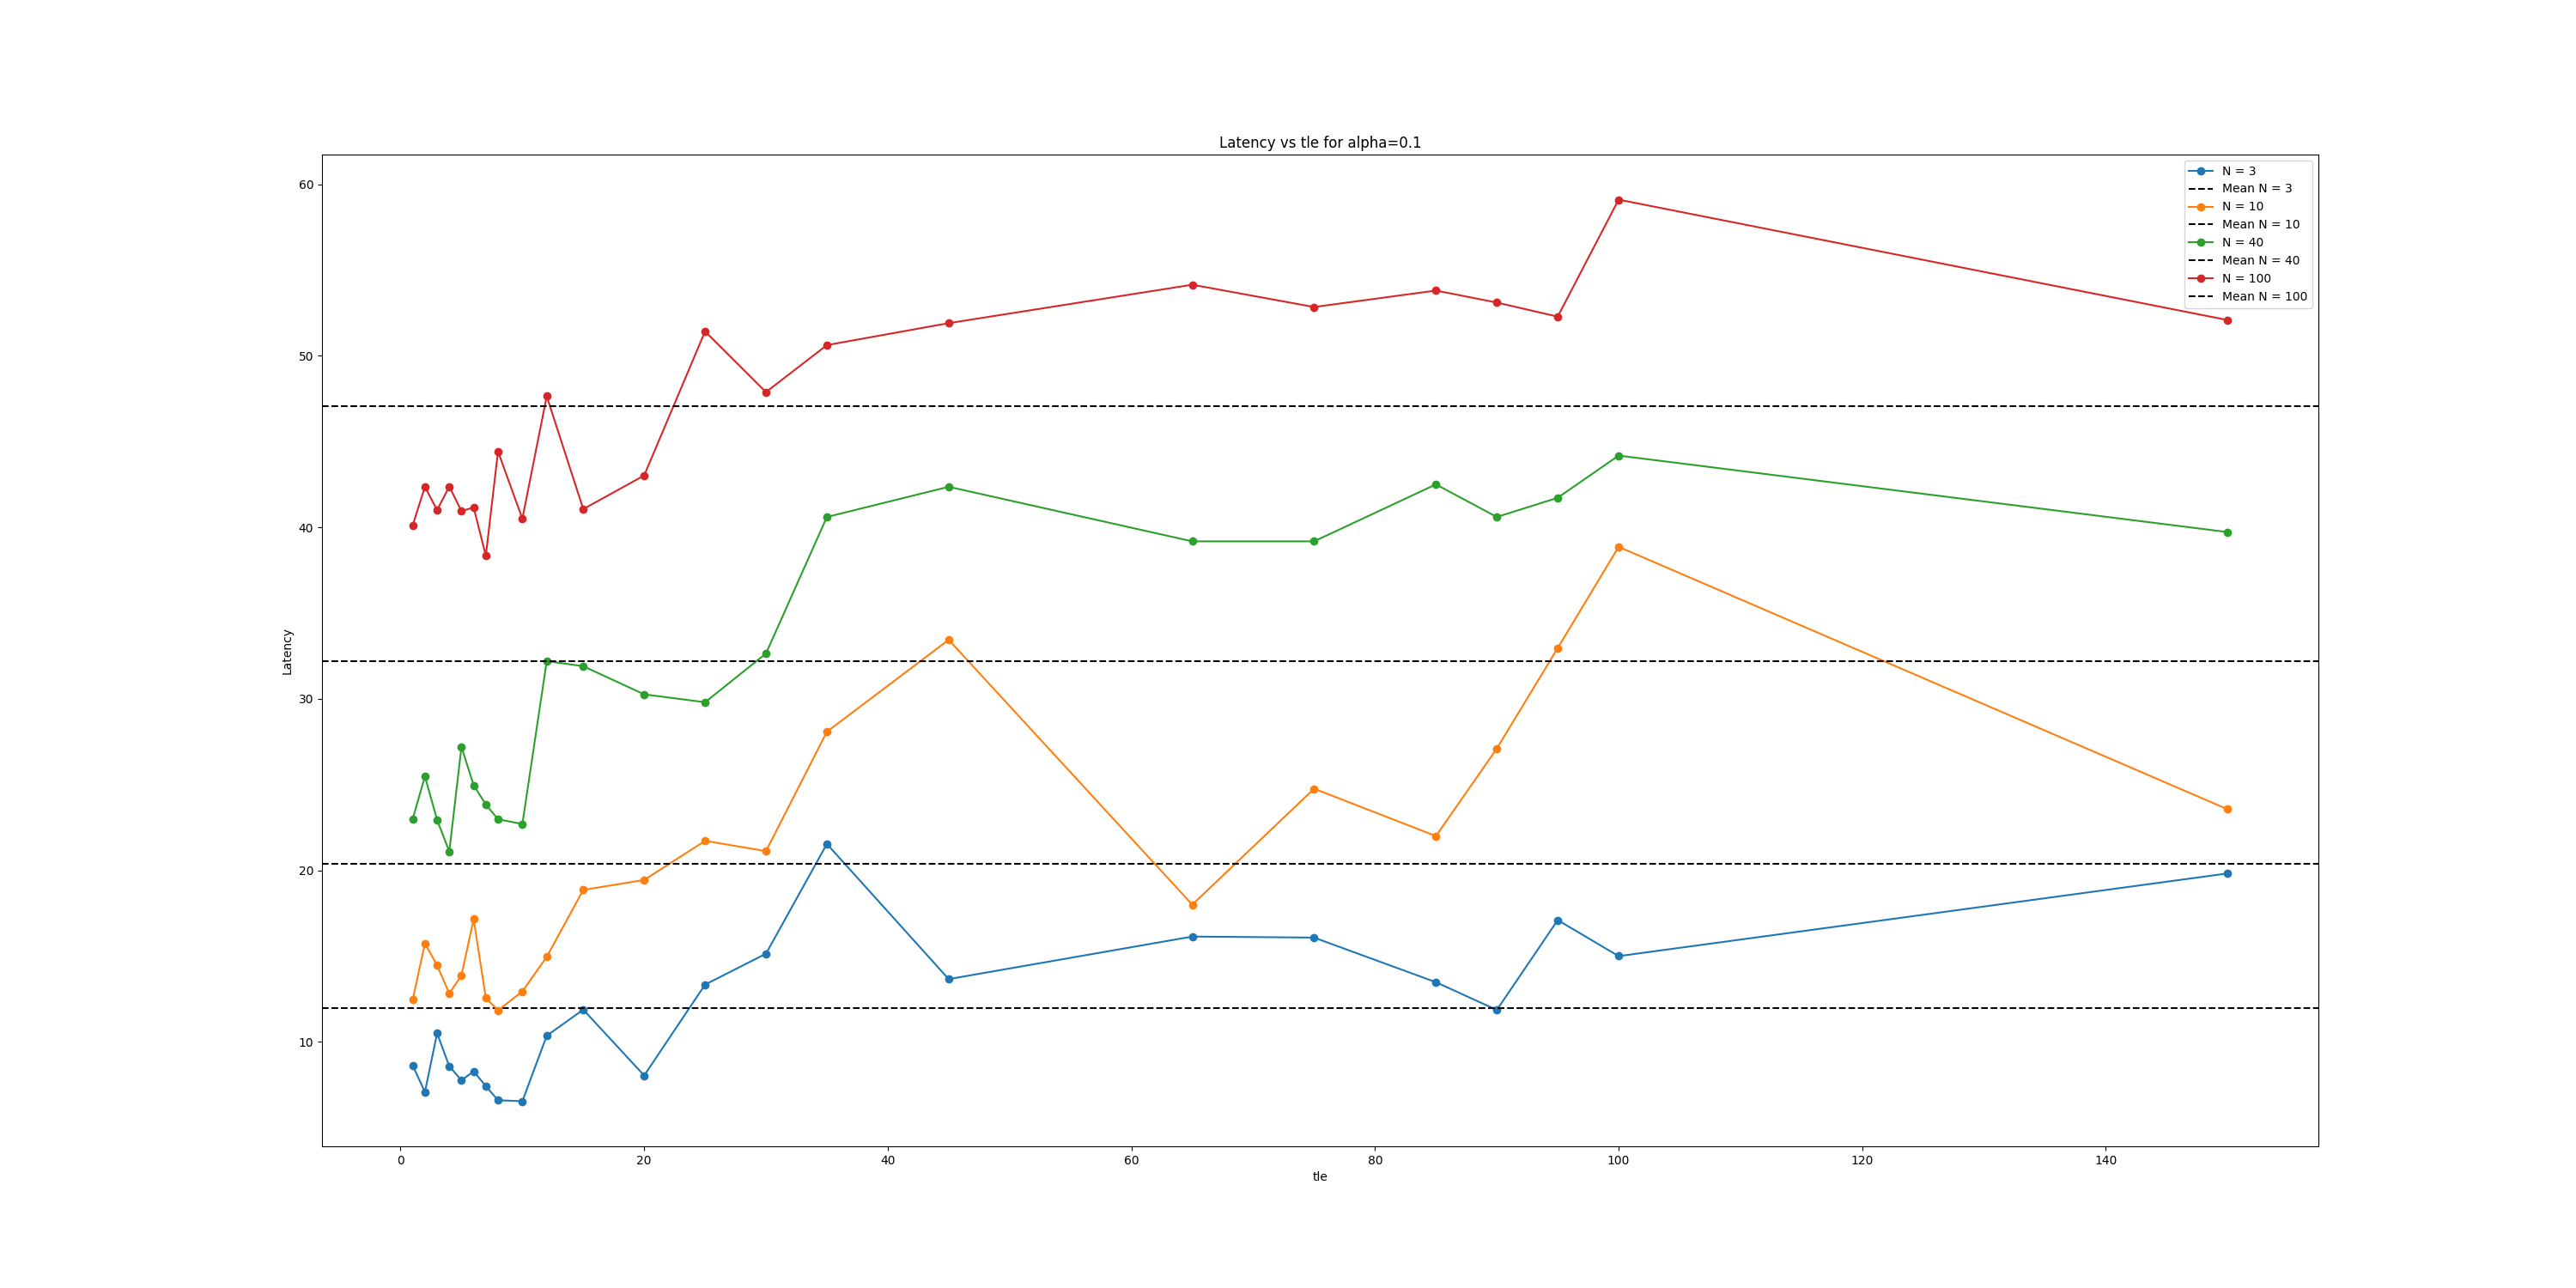 Latency vs tle for alpha=0.1
N = 3
Mean N = 3
N = 10
Mean N = 10
N = 40
Mean N = 40
N = 100
Mean N = 100
60
50
40
30
20
10
Latency
0 20 40 60 80 100 120 140
tle